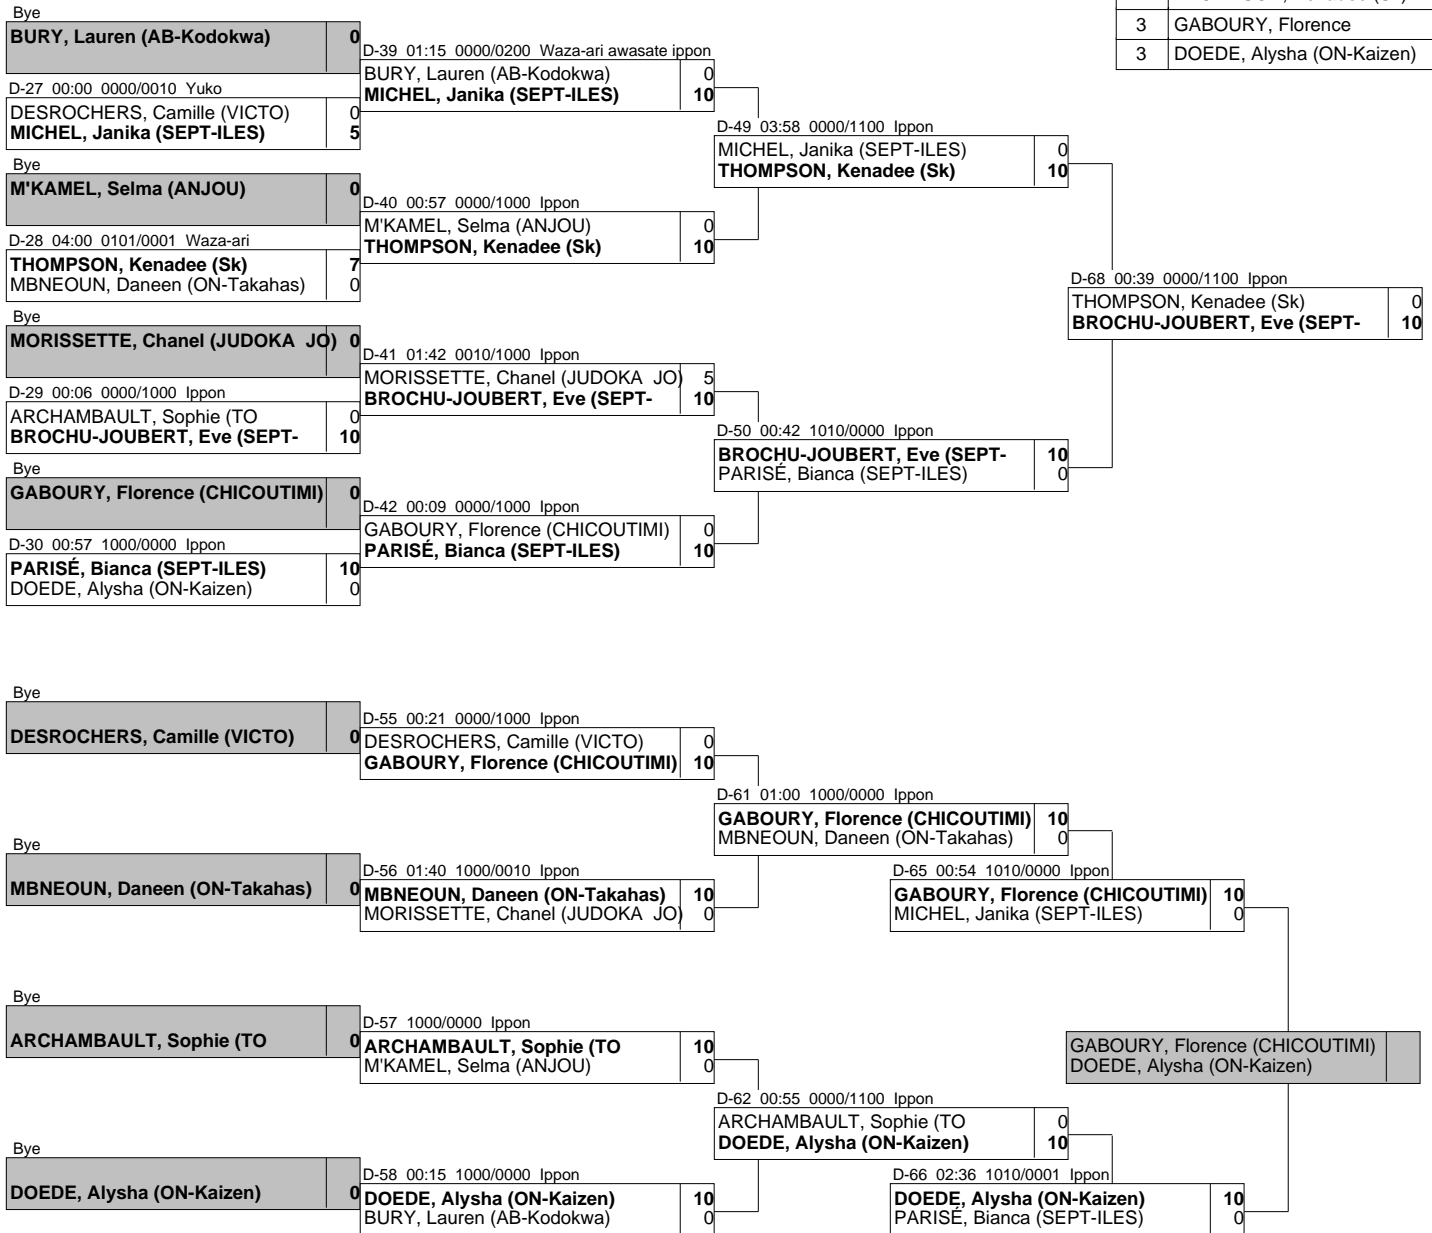 3 GABOURY, Florence
3 DOEDE, Alysha (ON-Kaizen)
Bye
BURY, Lauren (AB-Kodokwa) 0
D-27 00:00 0000/0010 Yuko
DESROCHERS, Camille (VICTO) 0
MICHEL, Janika (SEPT-ILES) 5
Bye
M'KAMEL, Selma (ANJOU) 0
D-28 04:00 0101/0001 Waza-ari
THOMPSON, Kenadee (Sk) 7
MBNEOUN, Daneen (ON-Takahas) 0
Bye
MORISSETTE, Chanel (JUDOKA JO) 0
D-29 00:06 0000/1000 Ippon
ARCHAMBAULT, Sophie (TO 0
BROCHU-JOUBERT, Eve (SEPT- 10
Bye
GABOURY, Florence (CHICOUTIMI) 0
D-30 00:57 1000/0000 Ippon
PARISÉ, Bianca (SEPT-ILES) 10
DOEDE, Alysha (ON-Kaizen) 0
D-39 01:15 0000/0200 Waza-ari awasate ippon
BURY, Lauren (AB-Kodokwa) 0
MICHEL, Janika (SEPT-ILES) 10
D-40 00:57 0000/1000 Ippon
M'KAMEL, Selma (ANJOU) 0
THOMPSON, Kenadee (Sk) 10
D-41 01:42 0010/1000 Ippon
MORISSETTE, Chanel (JUDOKA JO) 5
BROCHU-JOUBERT, Eve (SEPT- 10
D-42 00:09 0000/1000 Ippon
GABOURY, Florence (CHICOUTIMI) 0
PARISÉ, Bianca (SEPT-ILES) 10
D-49 03:58 0000/1100 Ippon
MICHEL, Janika (SEPT-ILES) 0
THOMPSON, Kenadee (Sk) 10
D-50 00:42 1010/0000 Ippon
BROCHU-JOUBERT, Eve (SEPT- 10
PARISÉ, Bianca (SEPT-ILES) 0
D-68 00:39 0000/1100 Ippon
THOMPSON, Kenadee (Sk) 0
BROCHU-JOUBERT, Eve (SEPT- 10
Bye
DESROCHERS, Camille (VICTO) 0
Bye
MBNEOUN, Daneen (ON-Takahas) 0
Bye
ARCHAMBAULT, Sophie (TO 0
Bye
DOEDE, Alysha (ON-Kaizen) 0
D-55 00:21 0000/1000 Ippon
DESROCHERS, Camille (VICTO) 0
GABOURY, Florence (CHICOUTIMI) 10
D-56 01:40 1000/0010 Ippon
MBNEOUN, Daneen (ON-Takahas) 10
MORISSETTE, Chanel (JUDOKA JO) 0
D-57 1000/0000 Ippon
ARCHAMBAULT, Sophie (TO 10
M'KAMEL, Selma (ANJOU) 0
D-58 00:15 1000/0000 Ippon
DOEDE, Alysha (ON-Kaizen) 10
BURY, Lauren (AB-Kodokwa) 0
D-61 01:00 1000/0000 Ippon
GABOURY, Florence (CHICOUTIMI) 10
MBNEOUN, Daneen (ON-Takahas) 0
D-62 00:55 0000/1100 Ippon
ARCHAMBAULT, Sophie (TO 0
DOEDE, Alysha (ON-Kaizen) 10
D-65 00:54 1010/0000 Ippon
GABOURY, Florence (CHICOUTIMI) 10
MICHEL, Janika (SEPT-ILES) 0
D-66 02:36 1010/0001 Ippon
DOEDE, Alysha (ON-Kaizen) 10
PARISÉ, Bianca (SEPT-ILES) 0
GABOURY, Florence (CHICOUTIMI)
DOEDE, Alysha (ON-Kaizen)